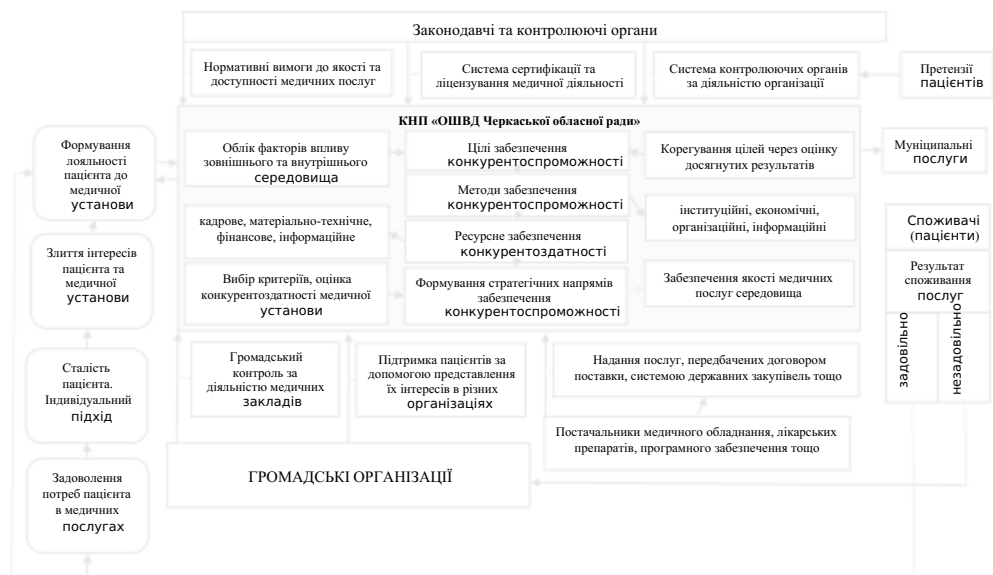 Законодавчі та контролюючі органи
Нормативні вимоги до якості та
доступності медичних послуг
Система сертифікації та
ліцензування медичної діяльності
Система контролюючих органів
за діяльністю організації
Претензії
пацієнтів
КНП «ОШВД Черкаської обласної ради»
Формування
лояльності
пацієнта до
медичної
установи
Облік факторів впливу
зовнішнього та внутрішнього
середовища
Цілі забезпечення
конкурентоспроможності
Корегування цілей через оцінку
досягнутих результатів
Муніципальні
послуги
Методи забезпечення
конкурентоспроможності
кадрове, матеріально-технічне,
фінансове, інформаційне
інституційні, економічні,
організаційні, інформаційні
Споживачі
(пацієнти)
Ресурсне забезпечення
конкурентоздатності
Злиття інтересів
пацієнта та
медичної
установи
Вибір критеріїв, оцінка
конкурентоздатності медичної
установи
Формування стратегічних напрямів
забезпечення
конкурентоспроможності
Забезпечення якості медичних
послуг середовища
Результат
споживання
послуг
задовільно
незадовільно
Сталість
пацієнта.
Індивідуальний
підхід
Громадський
контроль за
діяльністю медичних
закладів
Підтримка пацієнтів за
допомогою представлення
їх інтересів в різних
організаціях
Надання послуг, передбачених договором
поставки, системою державних закупівель тощо
Постачальники медичного обладнання, лікарських
препаратів, програмного забезпечення тощо
ГРОМАДСЬКІ ОРГАНІЗАЦІЇ
Задоволення
потреб пацієнта
в медичних
послугах